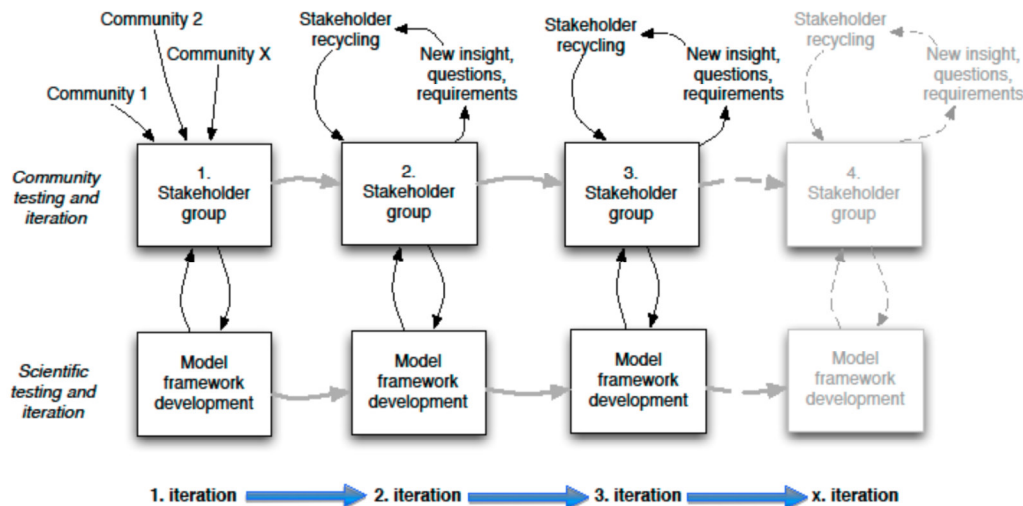 Community 2
Community X
Community 1
Stakeholder
recycling
New insight,
questions,
requirements
Stakeholder
recycling
New insight,
questions,
requirements
Stakeholder
recycling
New insight,
questions,
requirements
Community
testing and
iteration
1.
Stakeholder
group
2.
Stakeholder
group
3.
Stakeholder
group
4.
Stakeholder
group
Scientific
testing and
iteration
Model
framework
development
Model
framework
development
Model
framework
development
Model
framework
development
1. iteration
2. iteration
3. iteration
x. iteration